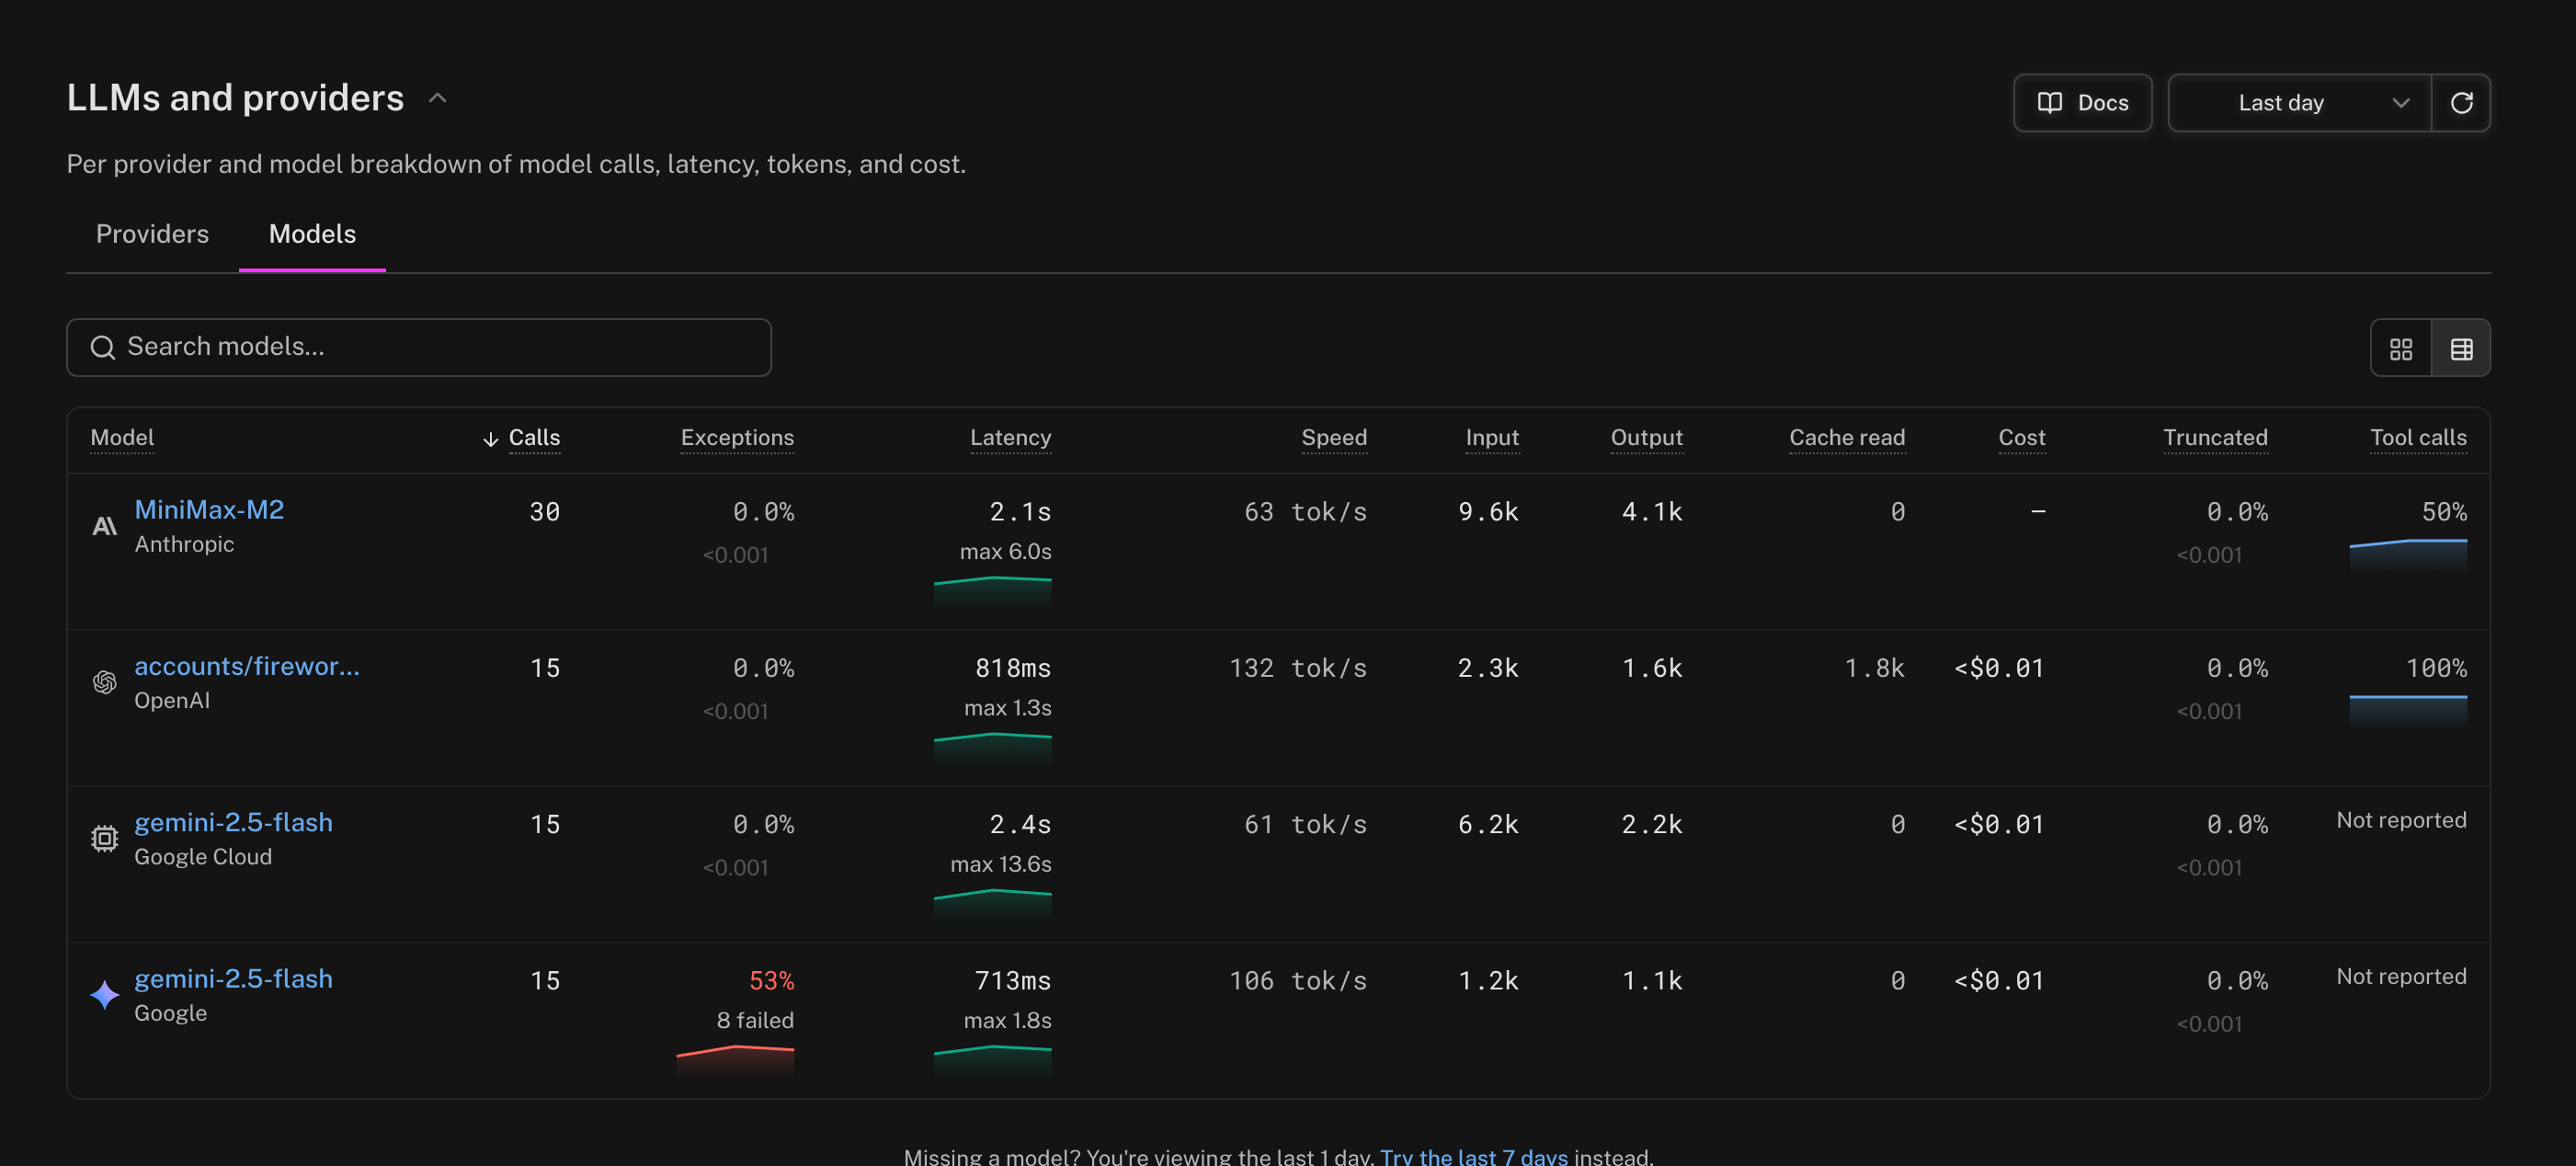 LLMs and providers
Docs
Last day
Per provider and model breakdown of model calls, latency, tokens, and cost.
Providers Models
Search models...
Model Calls Exceptions Latency Speed Input Output Cache read Cost Truncated Tool calls
MiniMax-M2 30 0.0% 2.1s 63 tok/s 9.6k 4.1k 0 – 0.0% 50%
Anthropic <0.001 max 6.0s <0.001
accounts/firewor... 15 0.0% 818ms 132 tok/s 2.3k 1.6k 1.8k <$0.01 0.0% 100%
OpenAI <0.001 max 1.3s <0.001
gemini-2.5-flash 15 0.0% 2.4s 61 tok/s 6.2k 2.2k 0 <$0.01 0.0% Not reported
Google Cloud <0.001 max 13.6s <0.001
gemini-2.5-flash 15 53% 713ms 106 tok/s 1.2k 1.1k 0 <$0.01 0.0% Not reported
Google 8 failed max 1.8s <0.001
Missing a model? You're viewing the last 1 day. Try the last 7 days instead.